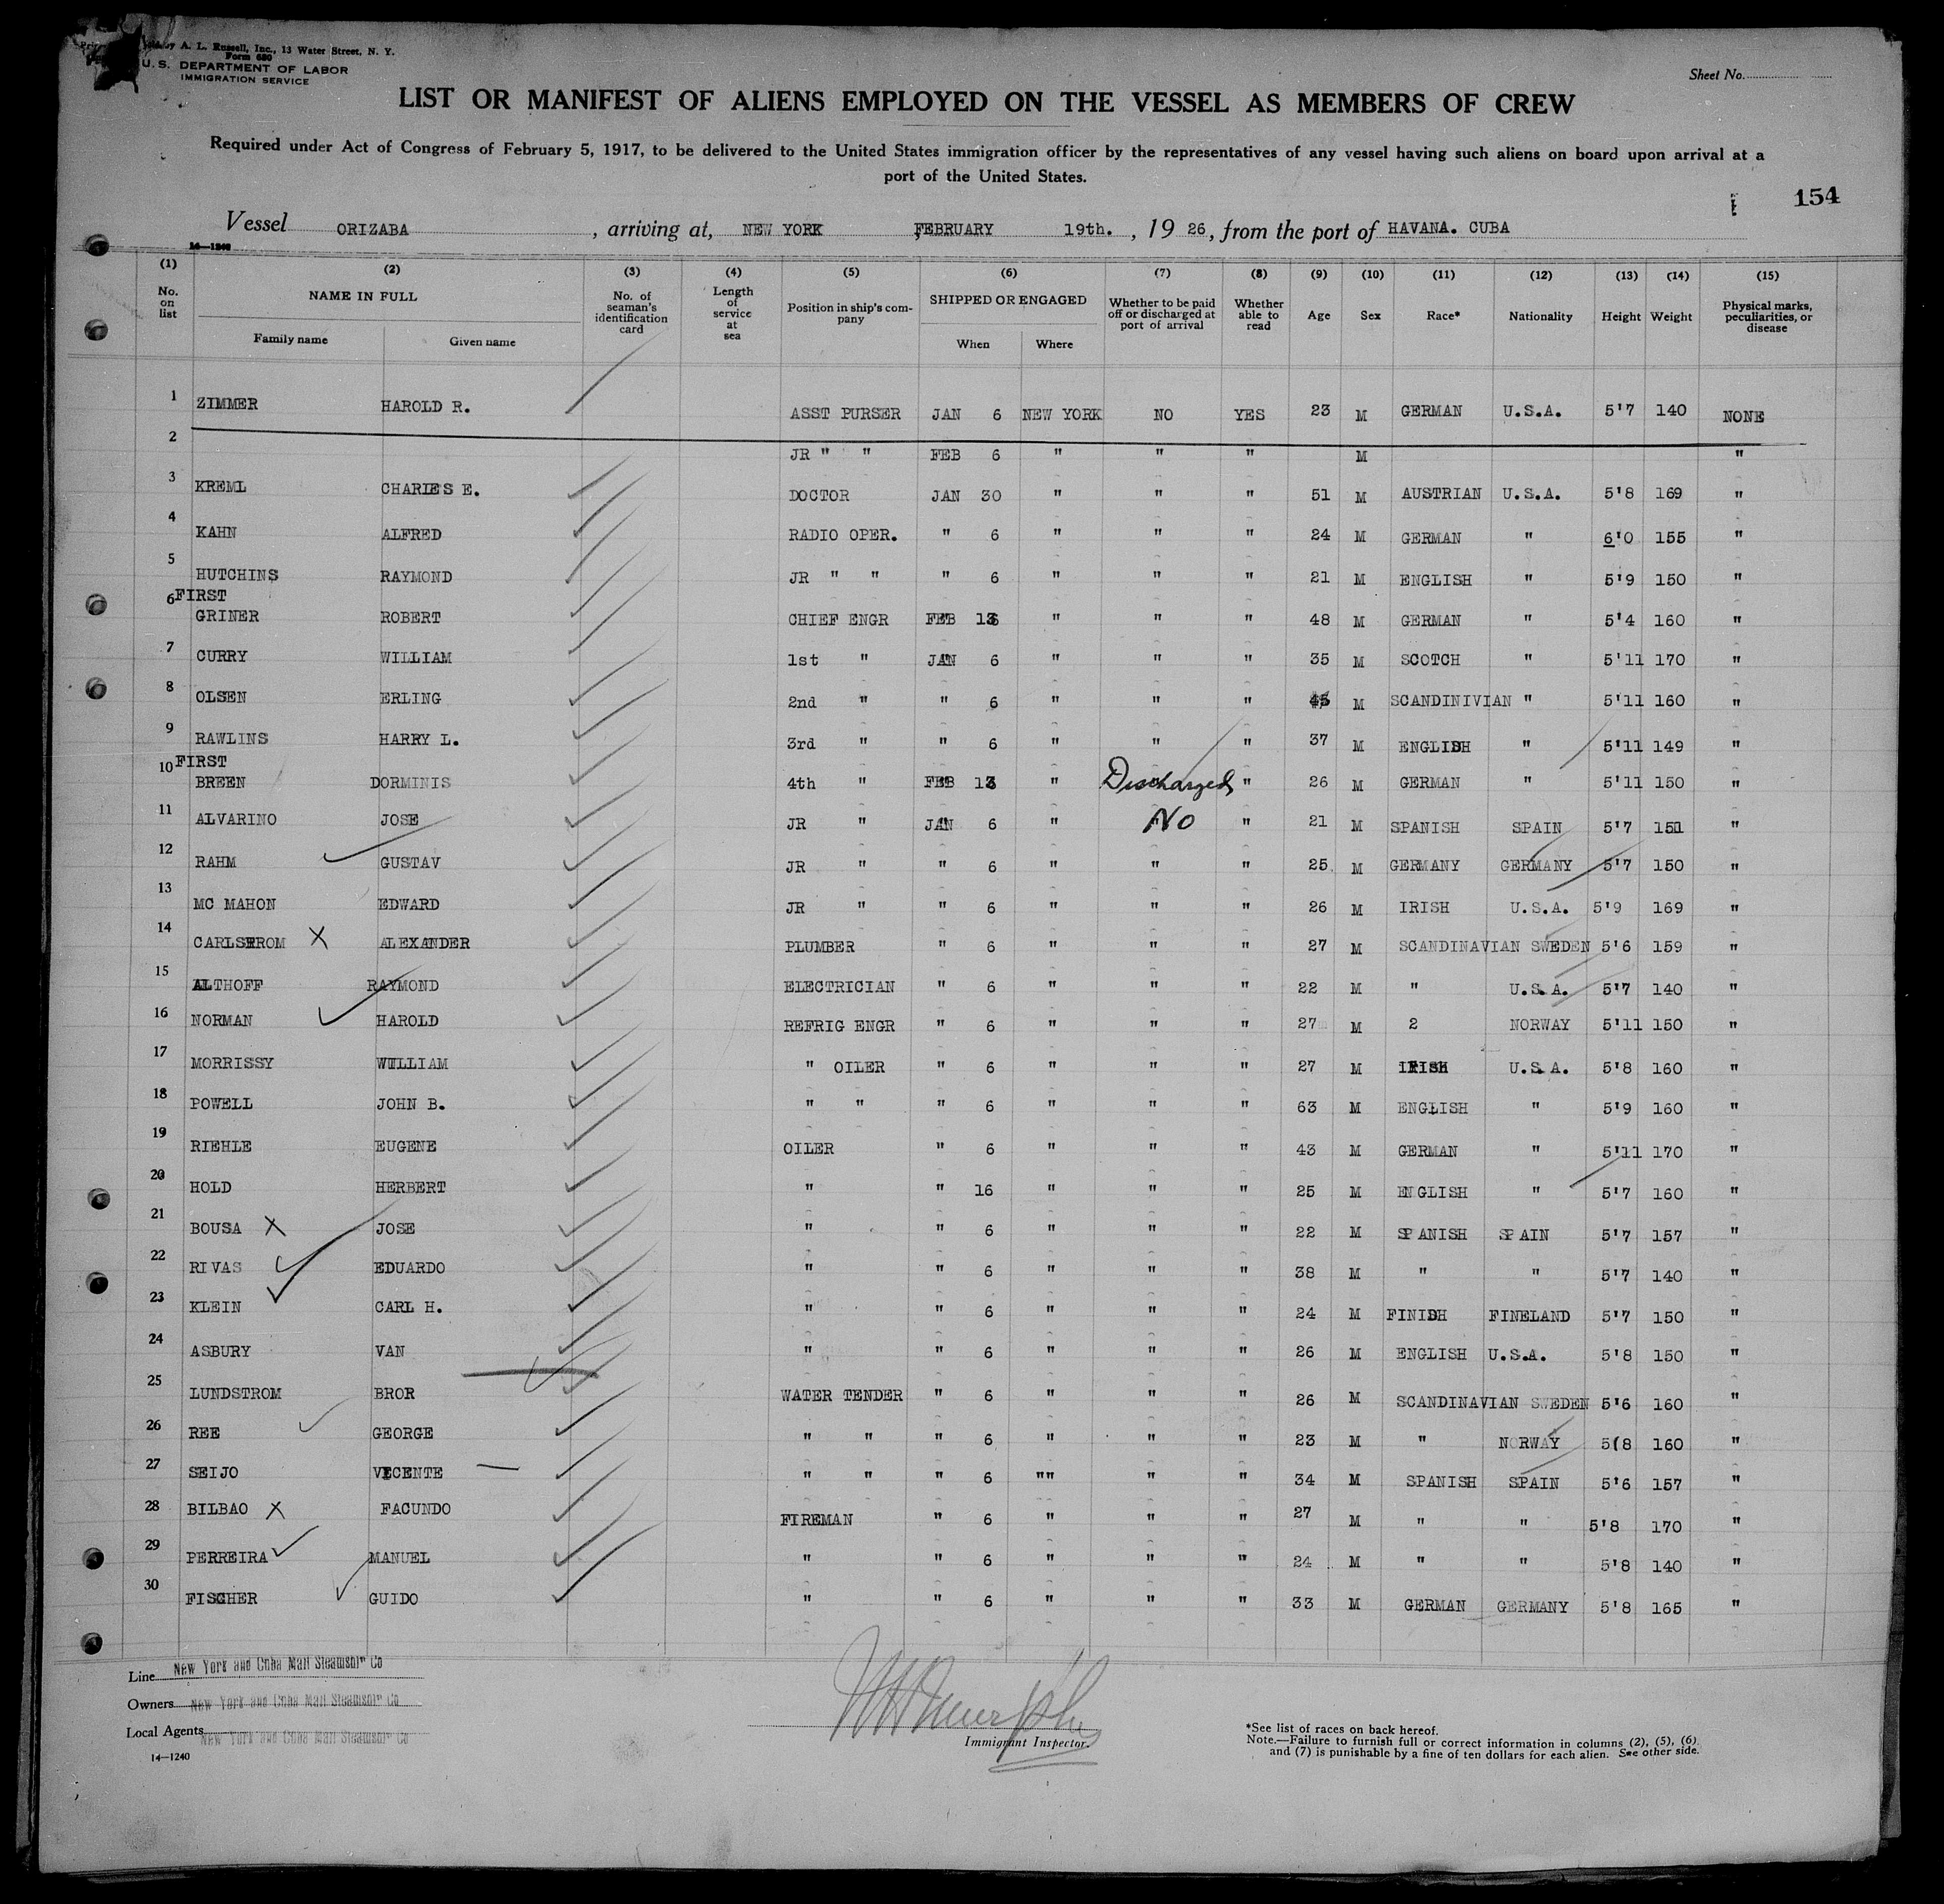 by A. L. Russell, Inc., 13 Water Street, N. Y.
Form 680
U. S. DEPARTMENT OF LABOR
IMMIGRATION SERVICE
Sheet No.
LIST OR MANIFEST OF ALIENS EMPLOYED ON THE VESSEL AS MEMBERS OF CREW
Required under Act of Congress of February 5, 1917, to be delivered to the United States immigration officer by the representatives of any vessel having such aliens on board upon arrival at a
port of the United States.
154
Vessel ORIZABA, arriving at, NEW YORK FEBRUARY 19th., 19 26, from the port of HAVANA. CUBA
14—1240
(1) (2) (3) (4) (5) (6) (7) (8) (9) (10) (11) (12) (13) (14) (15)
No. on list NAME IN FULL Family name Given name No. of seaman's identification card Length of service at sea Position in ship's company SHIPPED OR ENGAGED When Where Whether to be paid off or discharged at port of arrival Whether able to read Age Sex Race* Nationality Height Weight Physical marks, peculiarities, or disease
1 ZIMMER HAROLD R. ASST PURSER JAN 6 NEW YORK NO YES 23 M GERMAN U.S.A. 5'7 140 NONE
2 JR " " FEB 6 " " " M "
3 KREML CHARLES E. DOCTOR JAN 30 " " " 51 M AUSTRIAN U.S.A. 5'8 169 "
4 KAHN ALFRED RADIO OPER. " 6 " " " 24 M GERMAN " 6'0 155 "
5 HUTCHINS RAYMOND JR " " " 6 " " " 21 M ENGLISH " 5'9 150 "
6 FIRST
GRINER ROBERT CHIEF ENGR FEB " " " 48 M GERMAN " 5'4 160 "
7 CURRY WILLIAM 1st " JAN 6 " " " 35 M SCOTCH " 5'11 170 "
8 OLSEN ERLING 2nd " " 6 " " " M SCANDINIVIAN " 5'11 160 "
9 RAWLINS HARRY L. 3rd " " 6 " " " 37 M ENGLISH " 5'11 149 "
10 FIRST
BREEN DORMINIS 4th " FEB " Discharged " 26 M GERMAN " 5'11 150 "
11 ALVARINO JOSE JR " JAN 6 " No " 21 M SPANISH SPAIN 5'7 151 "
12 RAHM GUSTAV JR " " 6 " " " 25 M GERMANY GERMANY 5'7 150 "
13 MC MAHON EDWARD JR " " 6 " " " 26 M IRISH U.S.A. 5'9 169 "
14 CARLSTROM X ALEXANDER PLUMBER " 6 " " " 27 M SCANDINAVIAN SWEDEN 5'6 159 "
15 ALTHOFF RAYMOND ELECTRICIAN " 6 " " " 22 M " U.S.A. 5'7 140 "
16 NORMAN HAROLD REFRIG ENGR " 6 " " " 27 M 2 NORWAY 5'11 150 "
17 MORRISSY WILLIAM " OILER " 6 " " " 27 M IRISH U.S.A. 5'8 160 "
18 POWELL JOHN B. " " " 6 " " " 63 M ENGLISH " 5'9 160 "
19 RIEHLE EUGENE OILER " 6 " " " 43 M GERMAN " 5'11 170 "
20 HOLD HERBERT " " 16 " " " 25 M ENGLISH " 5'7 160 "
21 BOUSA X JOSE " " 6 " " " 22 M SPANISH SPAIN 5'7 157 "
22 RIVAS EDUARDO " " 6 " " " 38 M " " 5'7 140 "
23 KLEIN CARL H. " " 6 " " " 24 M FINISH FINELAND 5'7 150 "
24 ASBURY VAN " " 6 " " " 26 M ENGLISH U.S.A. 5'8 150 "
25 LUNDSTROM BROR WATER TENDER " 6 " " " 26 M SCANDINAVIAN SWEDEN 5'6 160 "
26 REE GEORGE " " " 6 " " " 23 M " NORWAY 5(8 160 "
27 SEIJO VICENTE " " " 6 "" " " 34 M SPANISH SPAIN 5'6 157 "
28 BILBAO X FACUNDO FIREMAN " 6 " " " 27 M " " 5'8 170 "
29 PERREIRA MANUEL " " 6 " " " 24 M " " 5'8 140 "
30 FISCHER GUIDO " " 6 " " " 33 M GERMAN GERMANY 5'8 165 "
Line New York and Cuba Mail Steamship Co
Owners New York and Cuba Mail Steamship Co
Local Agents New York and Cuba Mail Steamship Co
14—1240
Immigrant Inspector.
*See list of races on back hereof.
Note.—Failure to furnish full or correct information in columns (2), (5), (6)
and (7) is punishable by a fine of ten dollars for each alien. See other side.